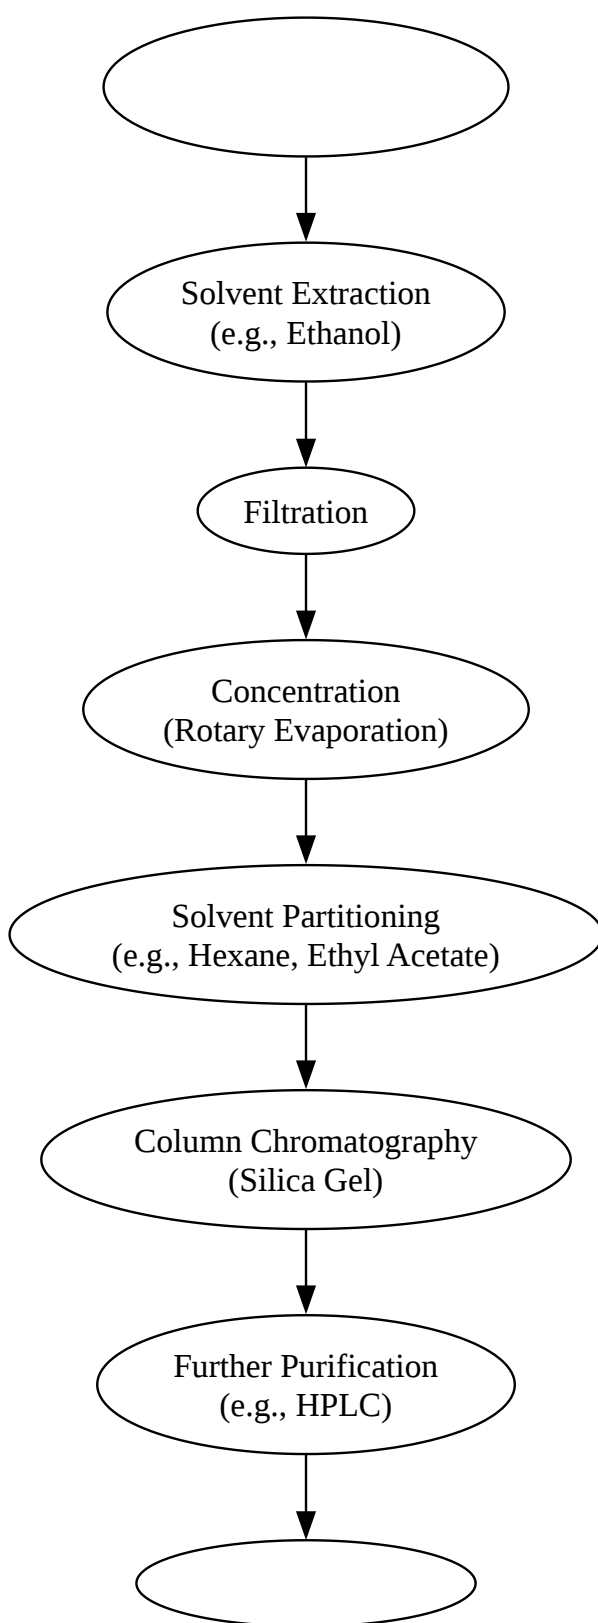 Solvent Extraction
(e.g., Ethanol)
Filtration
Concentration
(Rotary Evaporation)
Solvent Partitioning
(e.g., Hexane, Ethyl Acetate)
Column Chromatography
(Silica Gel)
Further Purification
(e.g., HPLC)